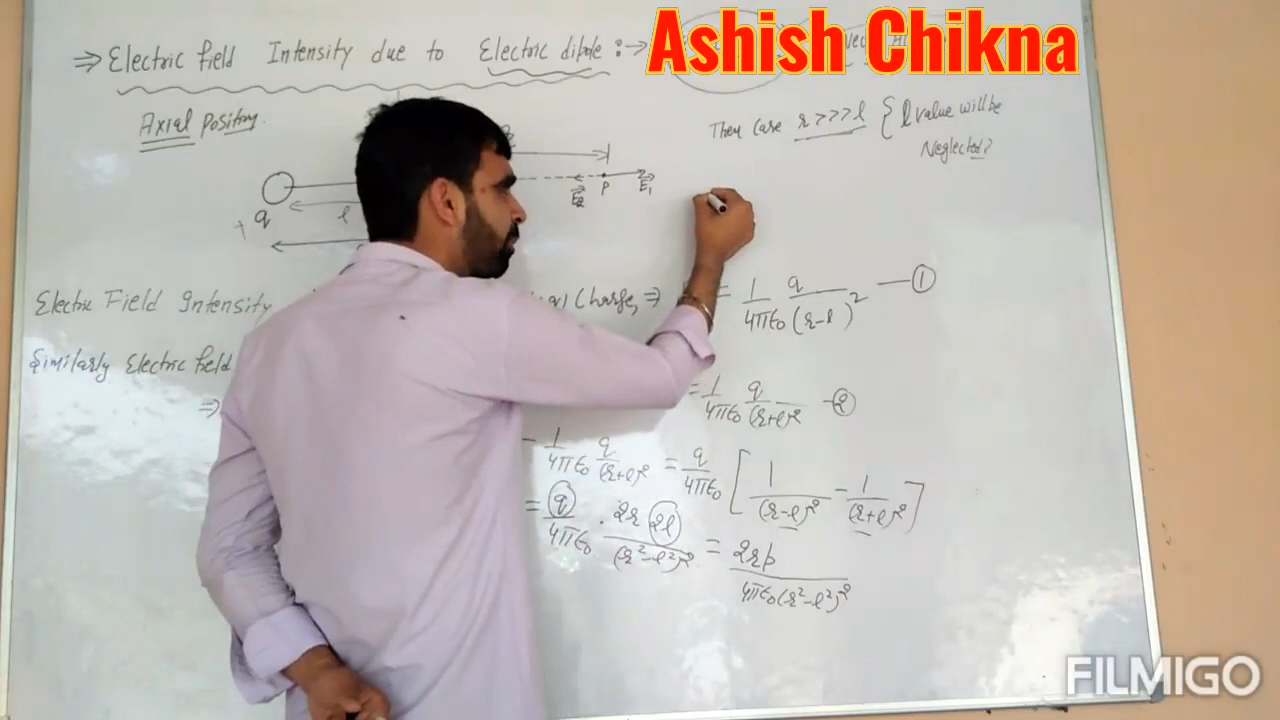 Ashish Chikna
⇒ Electric field Intensity due to Electric dipole :→
Axial Position.
Then Case r>>>l { l value will be
Neglected }
+ q
l
E⃗₂ P E⃗₁
Electric Field Intensity (+q) Charge, ⇒ = 1/4πε₀ q/(r-l)² — ①
Similarly Electric field
⇒ = 1/4πε₀ q/(r+l)² - ②
- 1/4πε₀ q/(r+l)² = q/4πε₀ [ 1/(r-l)² - 1/(r+l)² ]
= q/4πε₀ . 2r 2l/(r²-l²)² = 2rp/4πε₀(r²-l²)²
FILMIGO